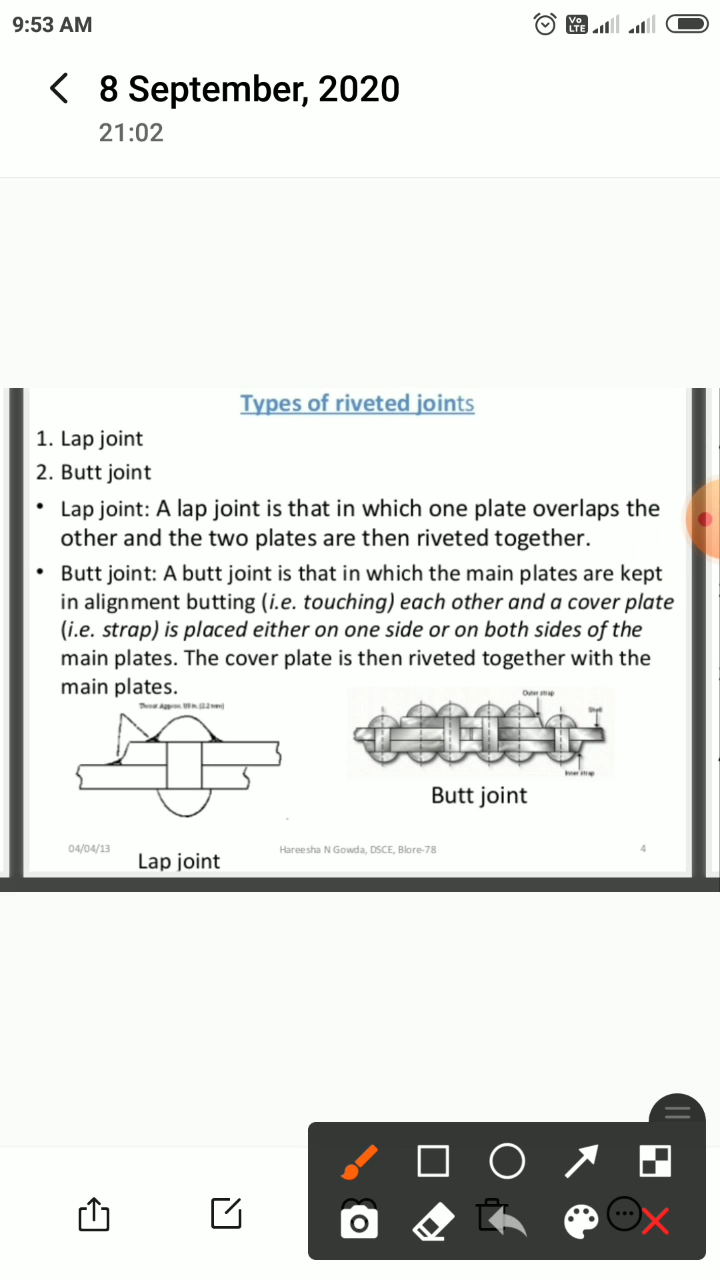 9:53 AM
Vo
LTE
8 September, 2020
21:02
Types of riveted joints
1. Lap joint
2. Butt joint
• Lap joint: A lap joint is that in which one plate overlaps the
other and the two plates are then riveted together.
• Butt joint: A butt joint is that in which the main plates are kept
in alignment butting (i.e. touching) each other and a cover plate
(i.e. strap) is placed either on one side or on both sides of the
main plates. The cover plate is then riveted together with the
main plates.
Throat Approx.
Outer strap
Shell
Inner strap
Butt joint
04/04/13
Hareesha N Gowda, DSCE, Blore-78
4
Lap joint